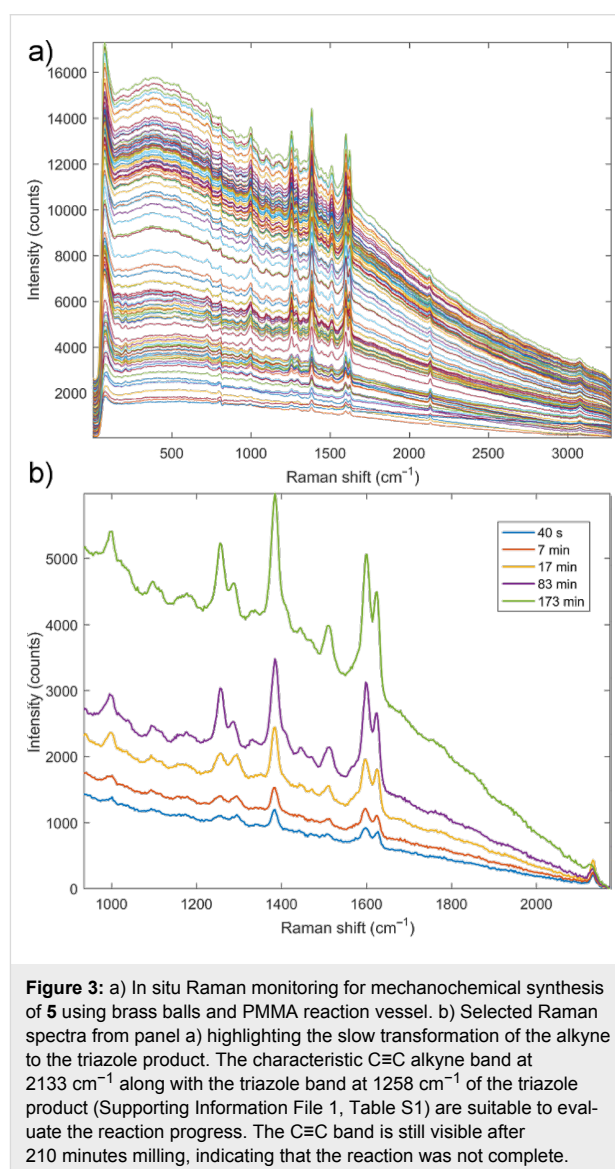 a)
16000
14000
12000
10000
8000
6000
4000
2000
Intensity (counts)
500 1000 1500 2000 2500 3000
Raman shift (cm⁻¹)
b)
5000
4000
3000
2000
1000
0
Intensity (counts)
40 s
7 min
17 min
83 min
173 min
1000 1200 1400 1600 1800 2000
Raman shift (cm⁻¹)
Figure 3: a) In situ Raman monitoring for mechanochemical synthesis
of 5 using brass balls and PMMA reaction vessel. b) Selected Raman
spectra from panel a) highlighting the slow transformation of the alkyne
to the triazole product. The characteristic C≡C alkyne band at
2133 cm⁻¹ along with the triazole band at 1258 cm⁻¹ of the triazole
product (Supporting Information File 1, Table S1) are suitable to eval-
uate the reaction progress. The C≡C band is still visible after
210 minutes milling, indicating that the reaction was not complete.